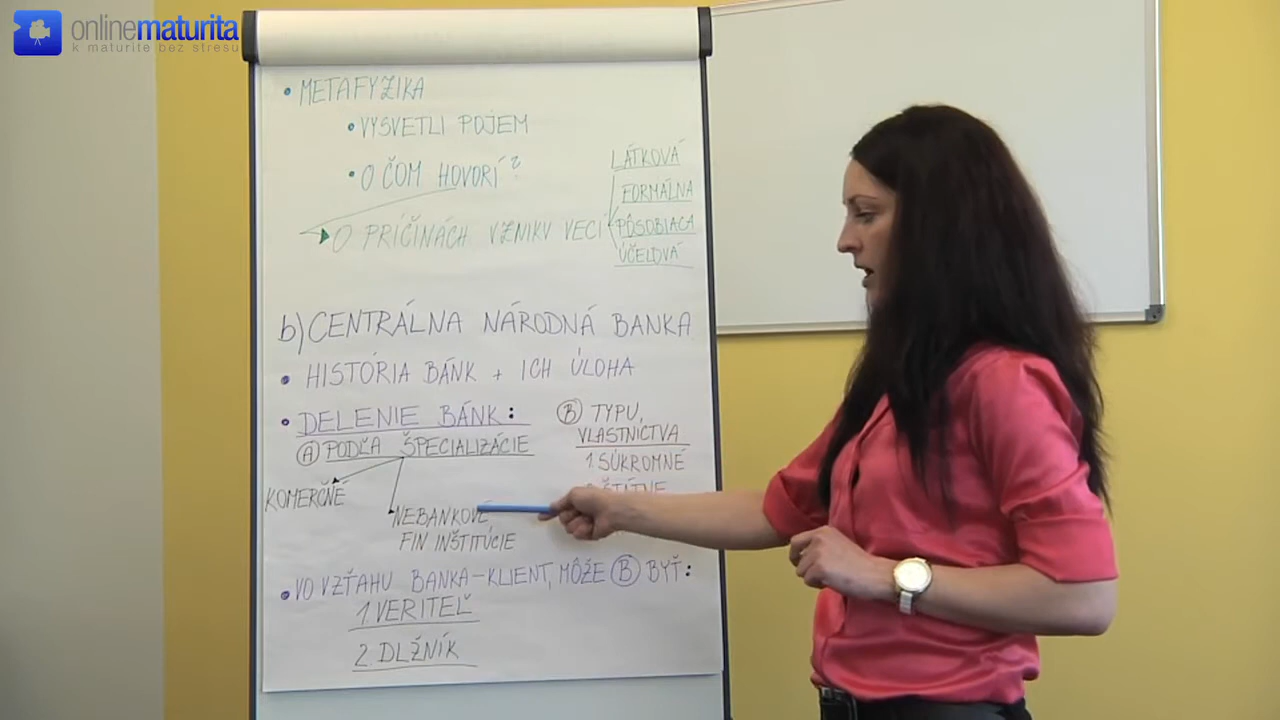 onlinematurita
k maturite bez stresu
• METAFYZIKA
• VYSVETLI POJEM
• O ČOM HOVORÍ?
O PRÍČINÁCH VZNIKU VECÍ
LÁTKOVÁ
FORMÁLNA
PÔSOBIACA
ÚČELOVÁ
b) CENTRÁLNA NÁRODNÁ BANKA
• HISTÓRIA BÁNK + ICH ÚLOHA
• DELENIE BÁNK:
A PODĽA ŠPECIALIZÁCIE
KOMERČNÉ
NEBANKOVÉ
FIN INŠTITÚCIE
B TYPU,
VLASTNÍCTVA
1. SÚKROMNÉ
ŠTÁTNE
• VO VZŤAHU BANKA-KLIENT, MÔŽE B BYŤ:
1. VERITEĽ
2. DLŽNÍK